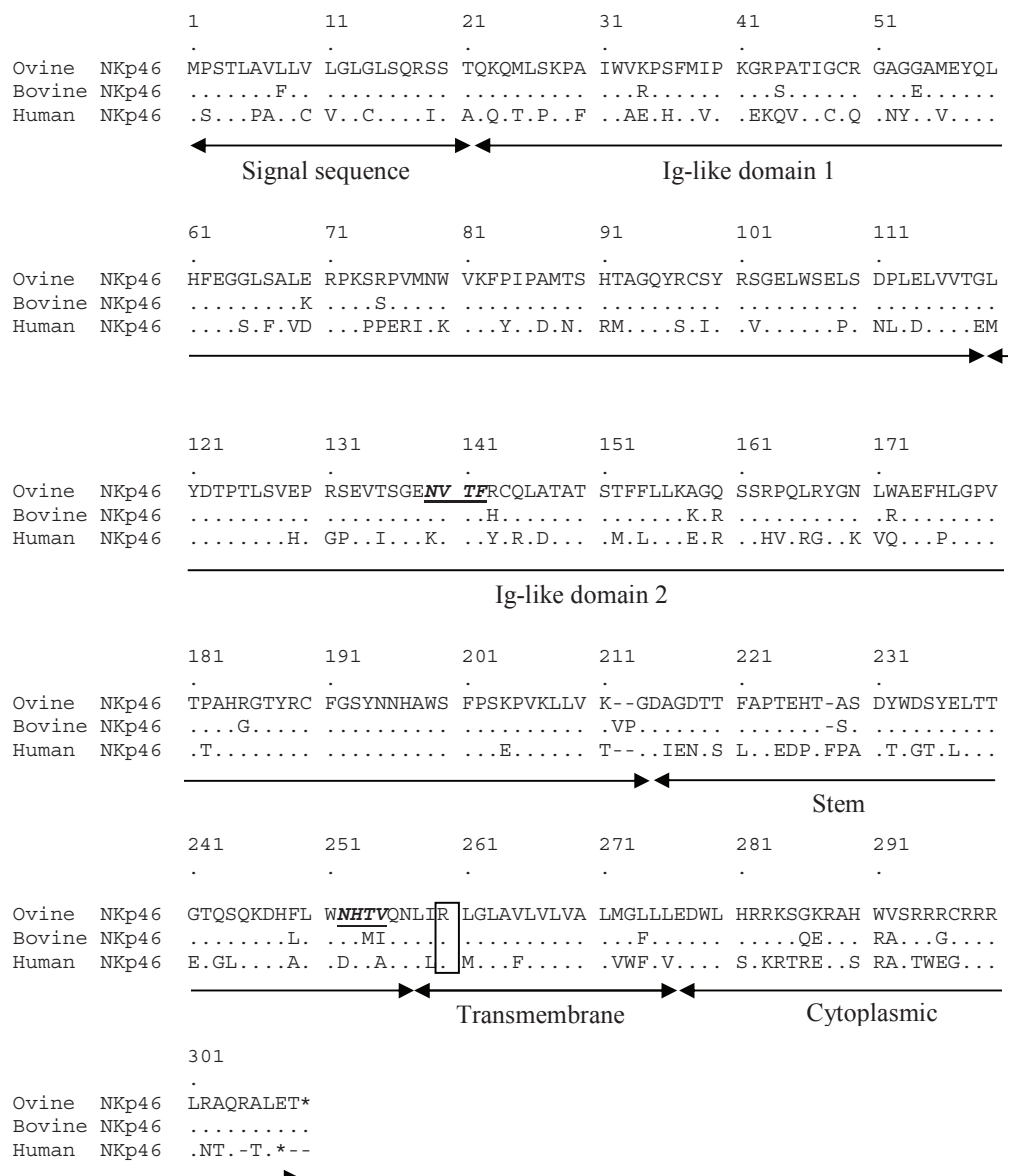 1 11 21 31 41 51
. . . . . .
Ovine NKp46 MPSTLAVLLV LGLGLSQRSS TQKQMLSKPA IWVKPSFMIP KGRPATIGCR GAGGAMEYQL
Bovine NKp46 .......F.. .......... .......... ...R...... ...S...... ....E.....
Human NKp46 .S...PA..C V..C....I. A.Q.T.P..F ..AE.H..V. .EKQV..C.Q .NY..V....
Signal sequence Ig-like domain 1
61 71 81 91 101 111
. . . . . .
Ovine NKp46 HFEGGLSALE RPKSRPVMNW VKFPIPAMTS HTAGQYRCSY RSGELWSELS DPLELVVTGL
Bovine NKp46 .........K ....S..... .......... .......... .......... ..........
Human NKp46 ....S.F.VD ...PPERI.K ...Y..D.N. RM....S.I. .V......P. NL.D....EM
121 131 141 151 161 171
. . . . . .
Ovine NKp46 YDTPTLSVEP RSEVTSGENV TFRCQLATAT STFFLLKAGQ SSRPQLRYGN LWAEFHLGPV
Bovine NKp46 .......... .......... ..H....... ......K.R .......... .R........
Human NKp46 ........H. GP..I...K. ..Y.R.D... .M.L...E.R ..HV.RG..K VQ...P....
Ig-like domain 2
181 191 201 211 221 231
. . . . . .
Ovine NKp46 TPAHRGTYRC FGSYNNHAWS FPSKPVKLLV K--GDAGDTT FAPTEHT-AS DYWDSYELTT
Bovine NKp46 ....G..... .......... .......... .VP....... .......-S. ..........
Human NKp46 .T........ .......... ...E...... T--..IEN.S L..EDP.FPA .T.GT.L...
Stem
241 251 261 271 281 291
. . . . . .
Ovine NKp46 GTQSQKDHFL WNHTVQNLIR LGLAVLVLVA LMGLLLEDWL HRRKSGKRAH WVSRRRCRRR
Bovine NKp46 ........L. ...MI..... .......... ...F...... .....QE... RA...G....
Human NKp46 E.GL....A. .D..A...L. M...F..... .VWF.V.... S.KRTRE..S RA.TWEG...
Transmembrane Cytoplasmic
301
.
Ovine NKp46 LRAQRALET*
Bovine NKp46 ..........
Human NKp46 .NT.-T.*--